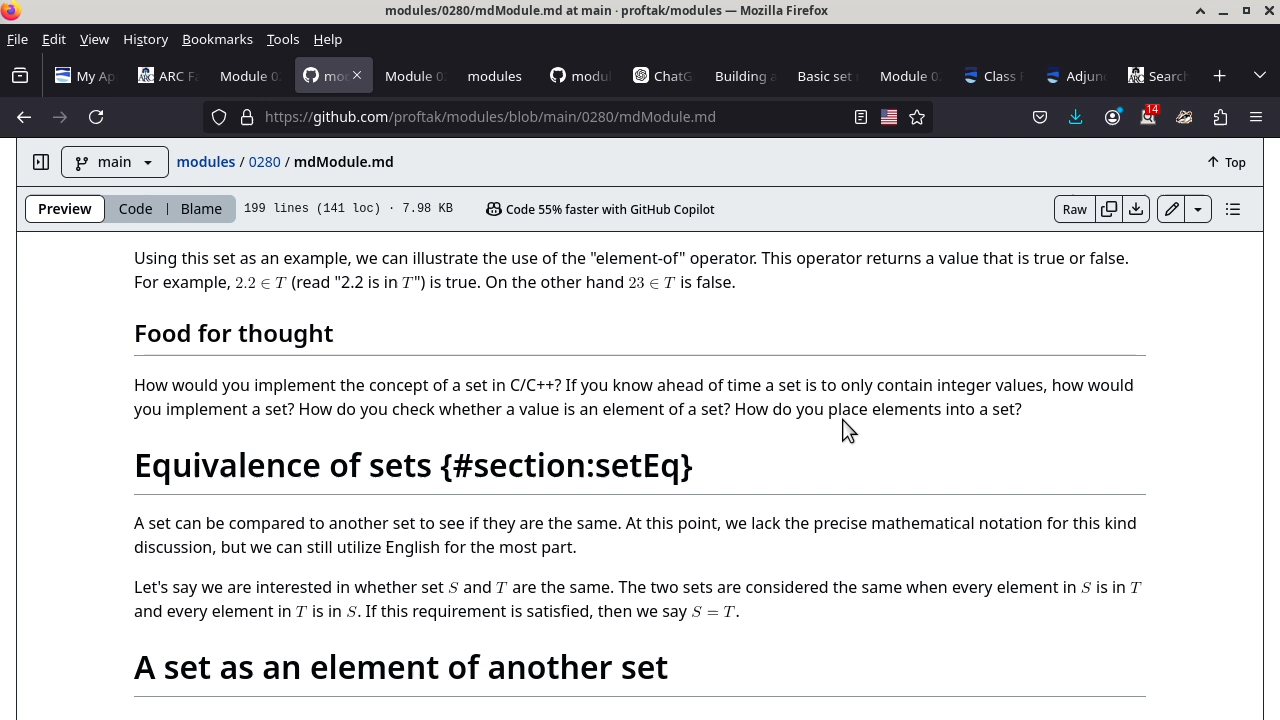 modules/0280/mdModule.md at main · proftak/modules — Mozilla Firefox
File Edit View History Bookmarks Tools Help
My Ap ARC Fa Module 0 mod Module 0 modules modul ChatG Building a Basic set Module 0 Class Adjun Search
https://github.com/proftak/modules/blob/main/0280/mdModule.md
14
main modules / 0280 / mdModule.md Top
Preview Code Blame 199 lines (141 loc) · 7.98 KB Code 55% faster with GitHub Copilot Raw
Using this set as an example, we can illustrate the use of the "element-of" operator. This operator returns a value that is true or false.
For example, 2.2 ∈ T (read "2.2 is in T") is true. On the other hand 23 ∈ T is false.
Food for thought
How would you implement the concept of a set in C/C++? If you know ahead of time a set is to only contain integer values, how would
you implement a set? How do you check whether a value is an element of a set? How do you place elements into a set?
Equivalence of sets {#section:setEq}
A set can be compared to another set to see if they are the same. At this point, we lack the precise mathematical notation for this kind
discussion, but we can still utilize English for the most part.
Let's say we are interested in whether set S and T are the same. The two sets are considered the same when every element in S is in T
and every element in T is in S. If this requirement is satisfied, then we say S = T.
A set as an element of another set